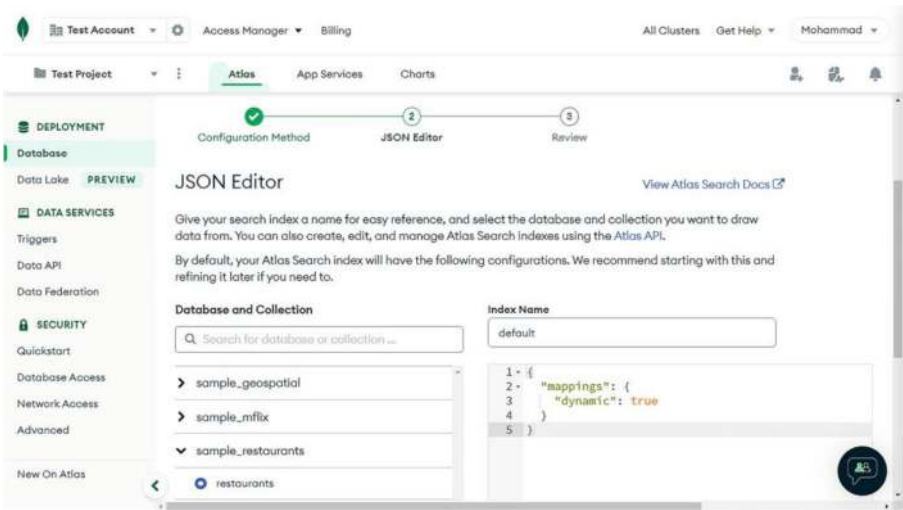 Test Account
Access Manager
Billing
All Clusters
Get Help
Mohammad
Test Project
Atlas
App Services
Charts
DEPLOYMENT
Database
Data Lake PREVIEW
DATA SERVICES
Triggers
Data API
Data Federation
SECURITY
Quickstart
Database Access
Network Access
Advanced
New On Atlas
2
3
Configuration Method
JSON Editor
Review
JSON Editor
View Atlas Search Docs
Give your search index a name for easy reference, and select the database and collection you want to draw
data from. You can also create, edit, and manage Atlas Search indexes using the Atlas API.
By default, your Atlas Search index will have the following configurations. We recommend starting with this and
refining it later if you need to.
Database and Collection
Search for database or collection ...
sample_geospatial
sample_mflix
sample_restaurants
restaurants
Index Name
default
1 {
2 "mappings": {
3 "dynamic": true
4 }
5 }